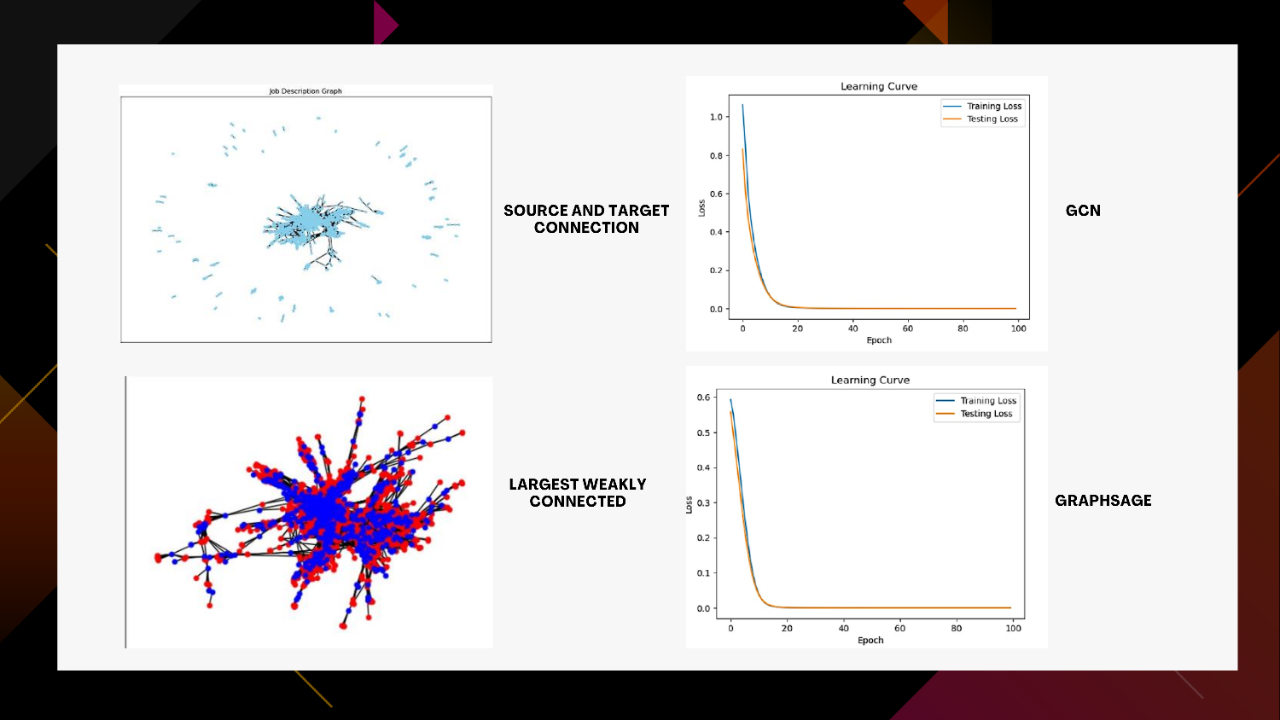 Job Description Graph
SOURCE AND TARGET
CONNECTION
Learning Curve
Training Loss
Testing Loss
1.0
0.8
0.6
0.4
0.2
0.0
Loss
0 20 40 60 80 100
Epoch
GCN
LARGEST WEAKLY
CONNECTED
Learning Curve
Training Loss
Testing Loss
0.6
0.5
0.4
0.3
0.2
0.1
0.0
Loss
0 20 40 60 80 100
Epoch
GRAPHSAGE